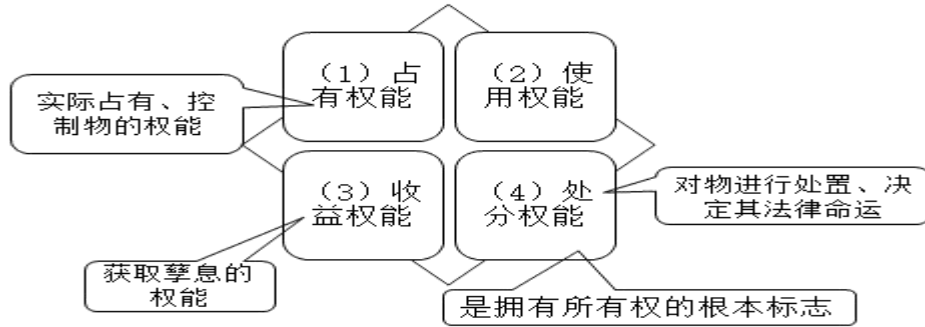 （1）占
有权能
（2）使
用权能
实际占有、控
制物的权能
（3）收
益权能
（4）处
分权能
对物进行处置、决
定其法律命运
获取孳息的
权能
是拥有所有权的根本标志